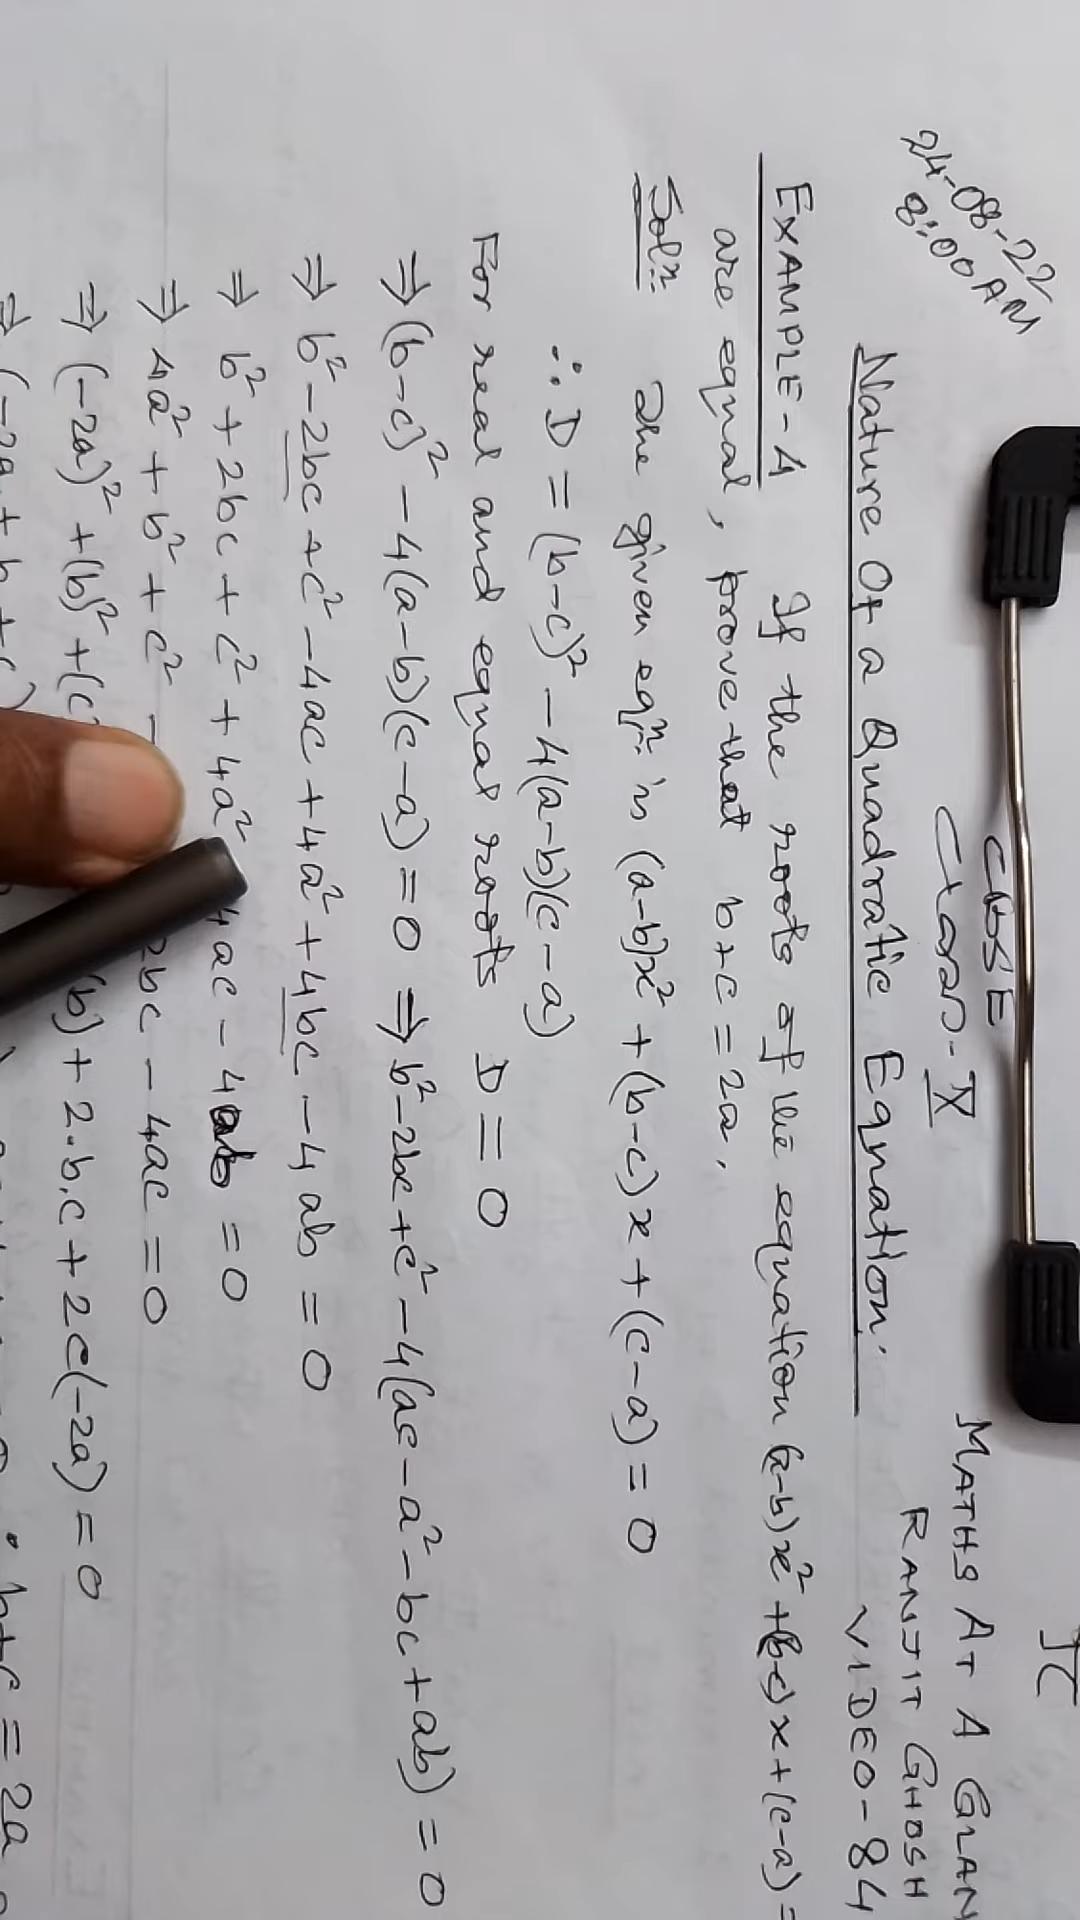 24-08-22
8:00 AM
CBSE
Class-X
MATHS AT A GLAN
RANJIT GHOSH
VIDEO-84
Nature Of a Quadratic Equation.
EXAMPLE-4 If the roots of the equation (a-b)x²+(b-c)x+(c-a)=
are equal, prove that b+c=2a.
Solⁿ: The given eqⁿ. is (a-b)x²+(b-c)x+(c-a)=0
∴ D=(b-c)²-4(a-b)(c-a)
For real and equal roots D=0
⇒ (b-c)²-4(a-b)(c-a)=0 ⇒ b²-2bc+c²-4(ac-a²-bc+ab)=0
⇒ b²-2bc+c²-4ac+4a²+4bc-4ab=0
⇒ b²+2bc+c²+4a² 4ac-4ab=0
⇒ 4a²+b²+c²- 2bc-4ac=0
⇒ (-2a)²+(b)²+(c b)+2.b.c+2c(-2a)=0
⇒ (-2a+b+c) b+c=2a